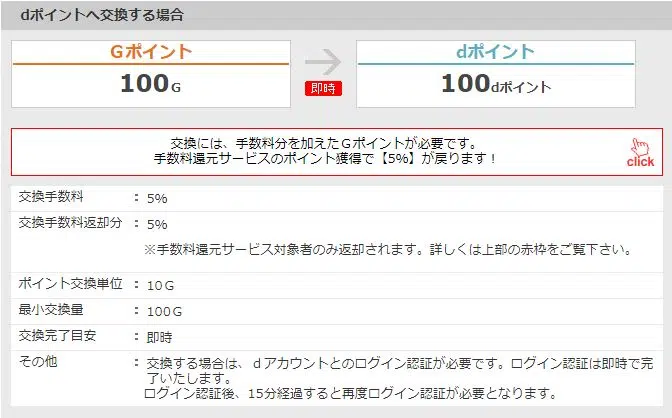 dポイントへ交換する場合
Gポイント
100G
即時
dポイント
100dポイント
交換には、手数料分を加えたGポイントが必要です。
手数料還元サービスのポイント獲得で【5%】が戻ります！
click
交換手数料 ： 5%
交換手数料返却分 ： 5%
※手数料還元サービス対象者のみ返却されます。詳しくは上部の赤枠をご覧下さい。
ポイント交換単位 ： 10G
最小交換量 ： 100G
交換完了目安 ： 即時
その他 ： 交換する場合は、dアカウントとのログイン認証が必要です。ログイン認証は即時で完
了いたします。
ログイン認証後、15分経過すると再度ログイン認証が必要となります。